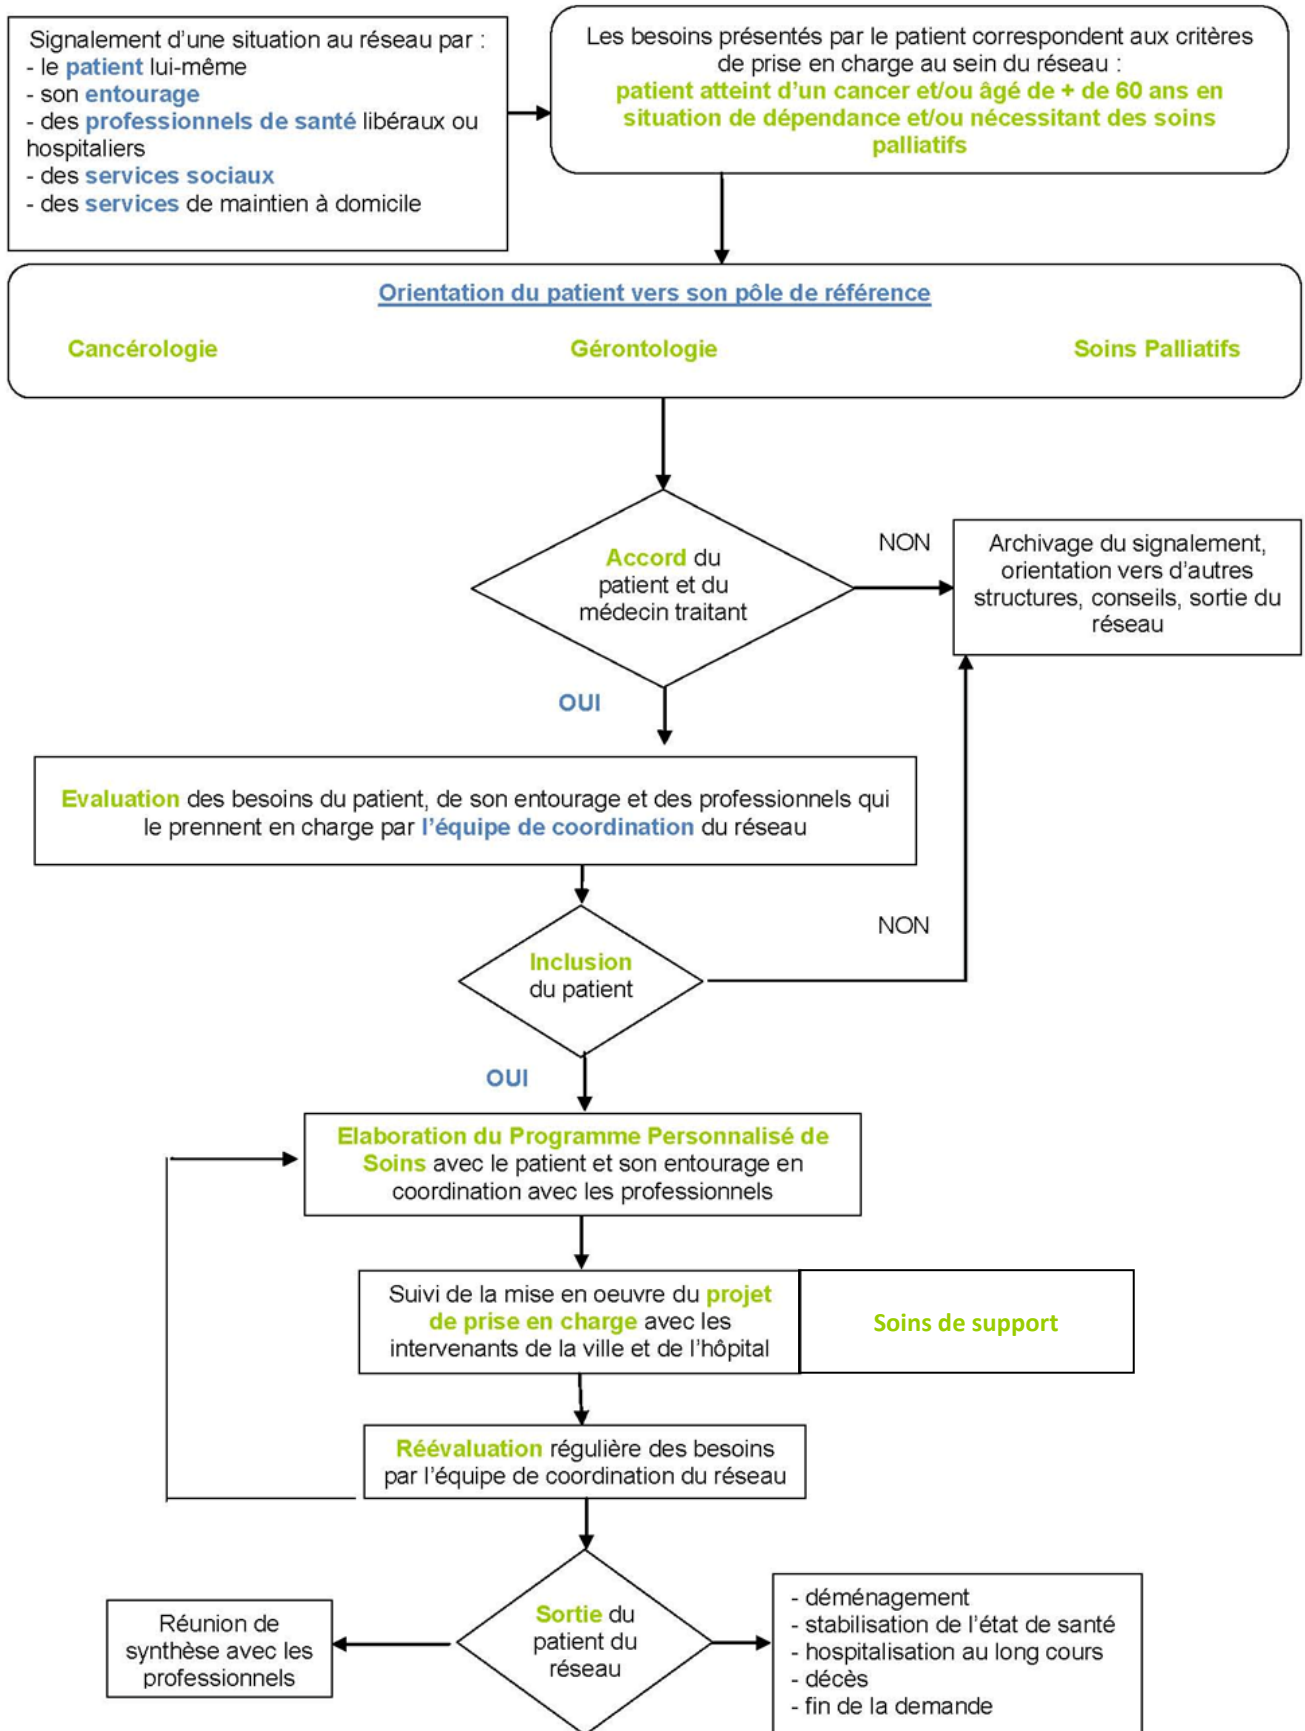 Signalement d'une situation au réseau par :
- le patient lui-même
- son entourage
- des professionnels de santé libéraux ou
hospitaliers
- des services sociaux
- des services de maintien à domicile
Les besoins présentés par le patient correspondent aux critères
de prise en charge au sein du réseau :
patient atteint d'un cancer et/ou âgé de + de 60 ans en
situation de dépendance et/ou nécessitant des soins
palliatifs
Orientation du patient vers son pôle de référence
Cancérologie Gérontologie Soins Palliatifs
Accord du
patient et du
médecin traitant
NON
Archivage du signalement,
orientation vers d'autres
structures, conseils, sortie du
réseau
OUI
Evaluation des besoins du patient, de son entourage et des professionnels qui
le prennent en charge par l'équipe de coordination du réseau
Inclusion
du patient
NON
OUI
Elaboration du Programme Personnalisé de
Soins avec le patient et son entourage en
coordination avec les professionnels
Suivi de la mise en oeuvre du projet
de prise en charge avec les
intervenants de la ville et de l'hôpital
Soins de support
Réévaluation régulière des besoins
par l'équipe de coordination du réseau
Réunion de
synthèse avec les
professionnels
Sortie du
patient du
réseau
- déménagement
- stabilisation de l'état de santé
- hospitalisation au long cours
- décès
- fin de la demande